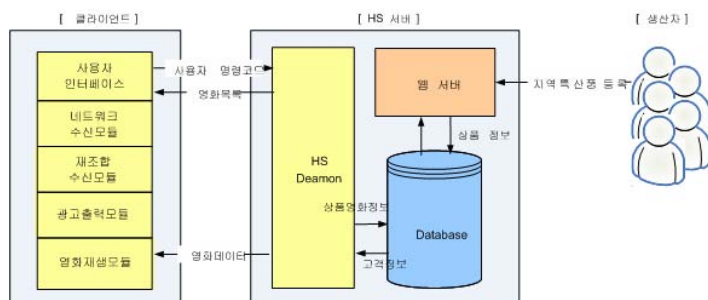 [ 클라이언트 ]
[ HS 서버 ]
[ 생산자 ]
사용자
인터페이스
네트워크
수신모듈
재조합
수신모듈
광고출력모듈
영화재생모듈
사용자 명령코드
영화목록
영화데이터
HS
Deamon
웹 서버
상품 정보
상품영화정보
고객정보
Database
지역특산품 등록